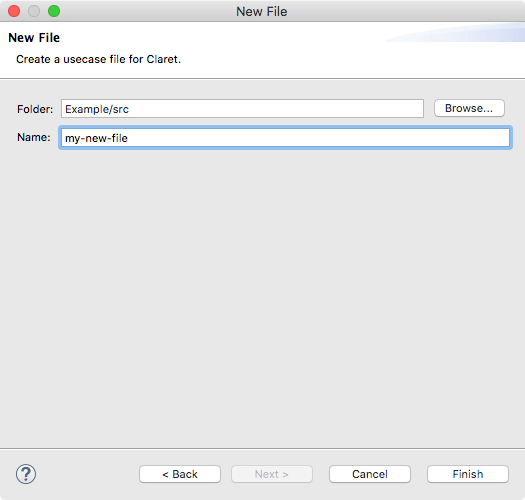 New File
New File
Create a usecase file for Claret.
Folder: Example/src Browse...
Name: my-new-file
? < Back Next > Cancel Finish